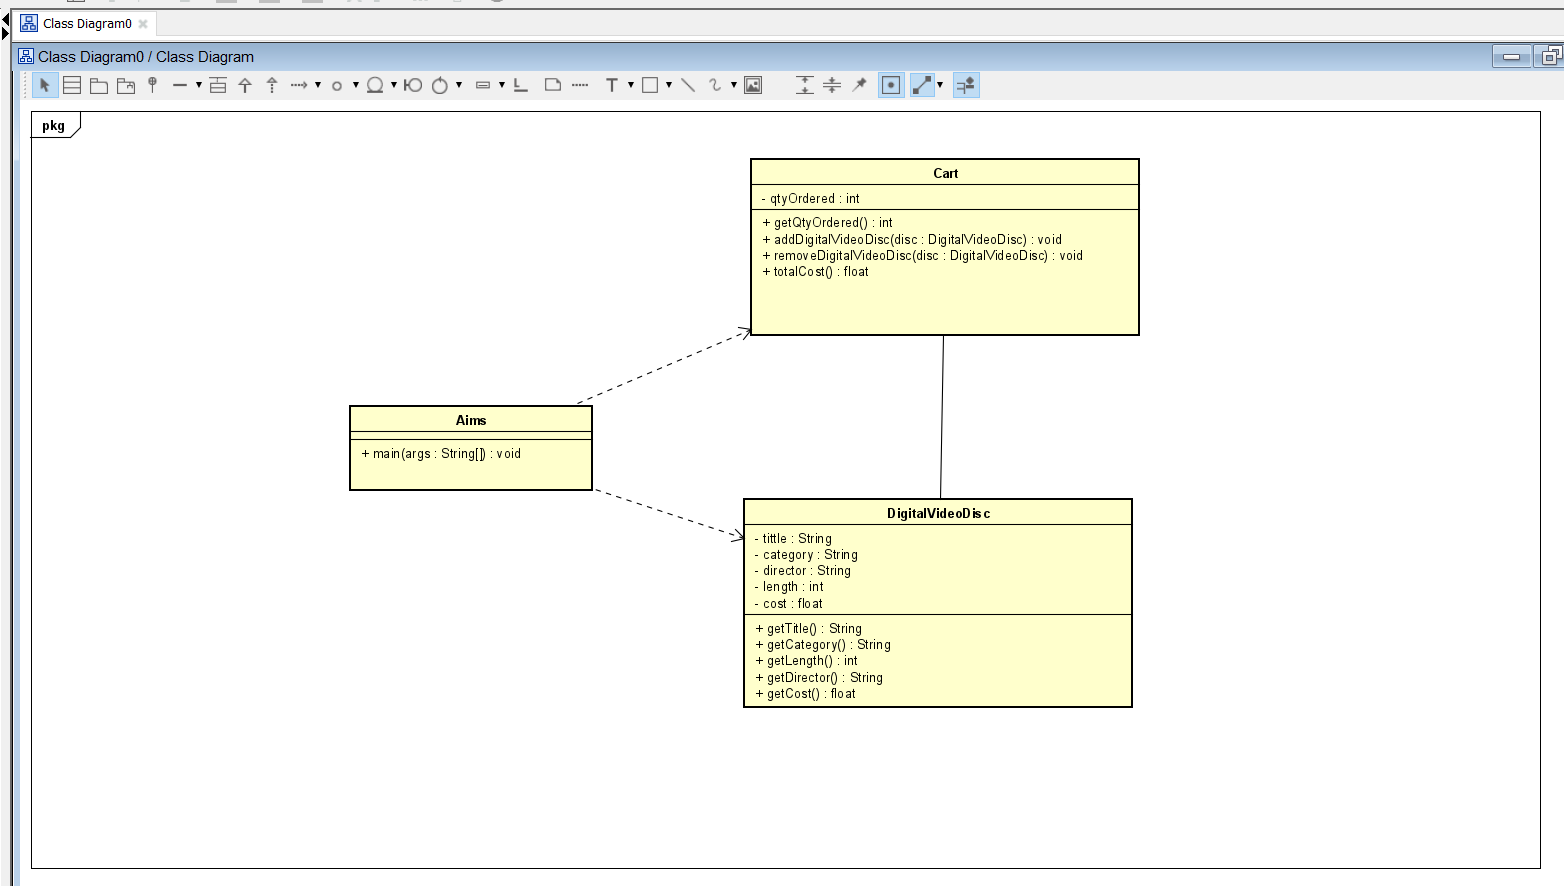 Class Diagram0
Class Diagram0 / Class Diagram
pkg
Cart
- qtyOrdered : int
+ getQtyOrdered() : int
+ addDigitalVideoDisc(disc : DigitalVideoDisc) : void
+ removeDigitalVideoDisc(disc : DigitalVideoDisc) : void
+ totalCost() : float
Aims
+ main(args : String[]) : void
DigitalVideoDisc
- tittle : String
- category : String
- director : String
- length : int
- cost : float
+ getTitle() : String
+ getCategory() : String
+ getLength() : int
+ getDirector() : String
+ getCost() : float